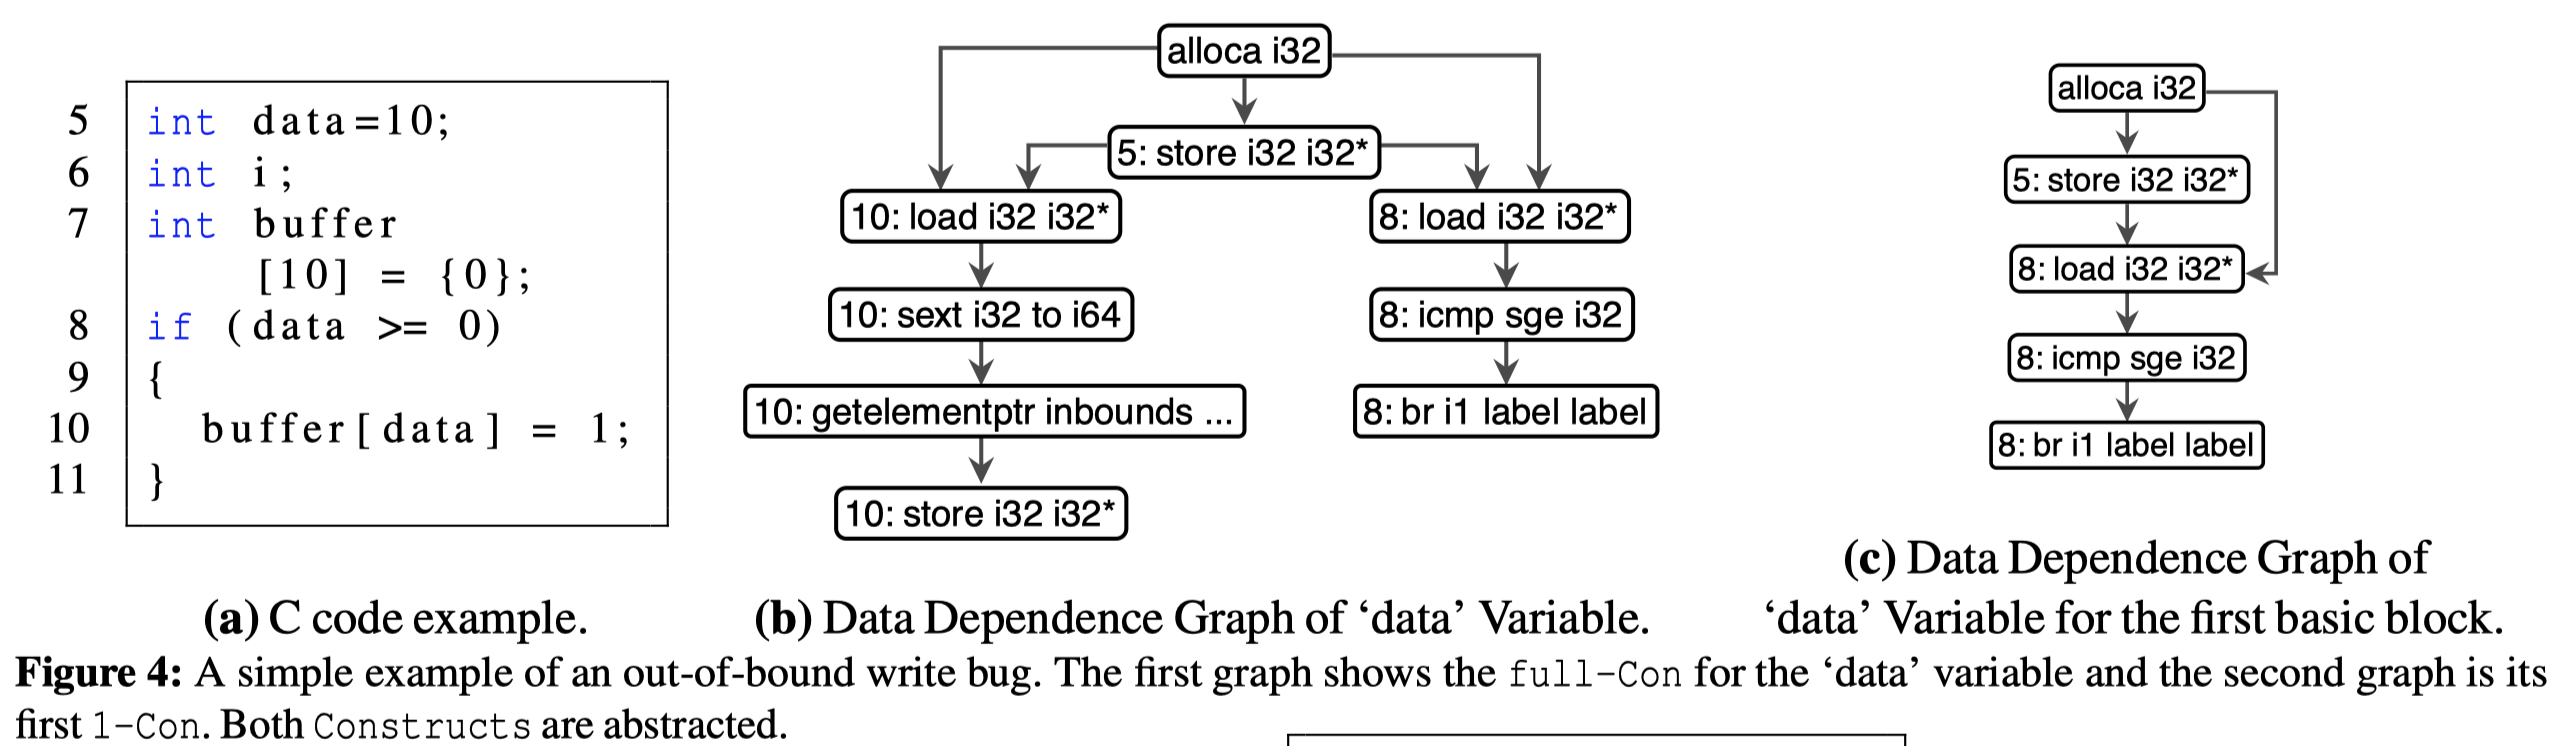 5 int data=10;
6 int i;
7 int buffer
[10] = {0};
8 if (data >= 0)
9 {
10 buffer[data] = 1;
11 }
(a) C code example.
alloca i32
5: store i32 i32*
10: load i32 i32*
8: load i32 i32*
10: sext i32 to i64
8: icmp sge i32
10: getelementptr inbounds ...
8: br i1 label label
10: store i32 i32*
(b) Data Dependence Graph of ‘data’ Variable.
alloca i32
5: store i32 i32*
8: load i32 i32*
8: icmp sge i32
8: br i1 label label
(c) Data Dependence Graph of
‘data’ Variable for the first basic block.
Figure 4: A simple example of an out-of-bound write bug. The first graph shows the full-Con for the ‘data’ variable and the second graph is its
first 1-Con. Both Constructs are abstracted.